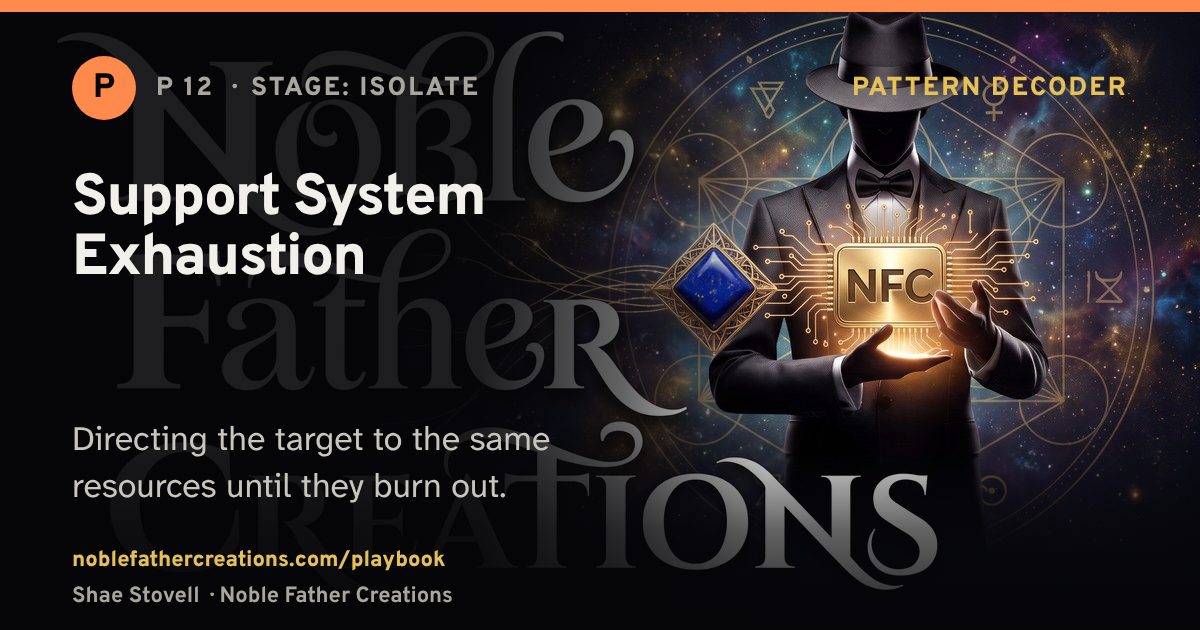 P
P 12 · STAGE: ISOLATE
PATTERN DECODER
Noble
Father
Creations
Support System
Exhaustion
NFC
Directing the target to the same
resources until they burn out.
noblefathercreations.com/playbook
Shae Stovell · Noble Father Creations